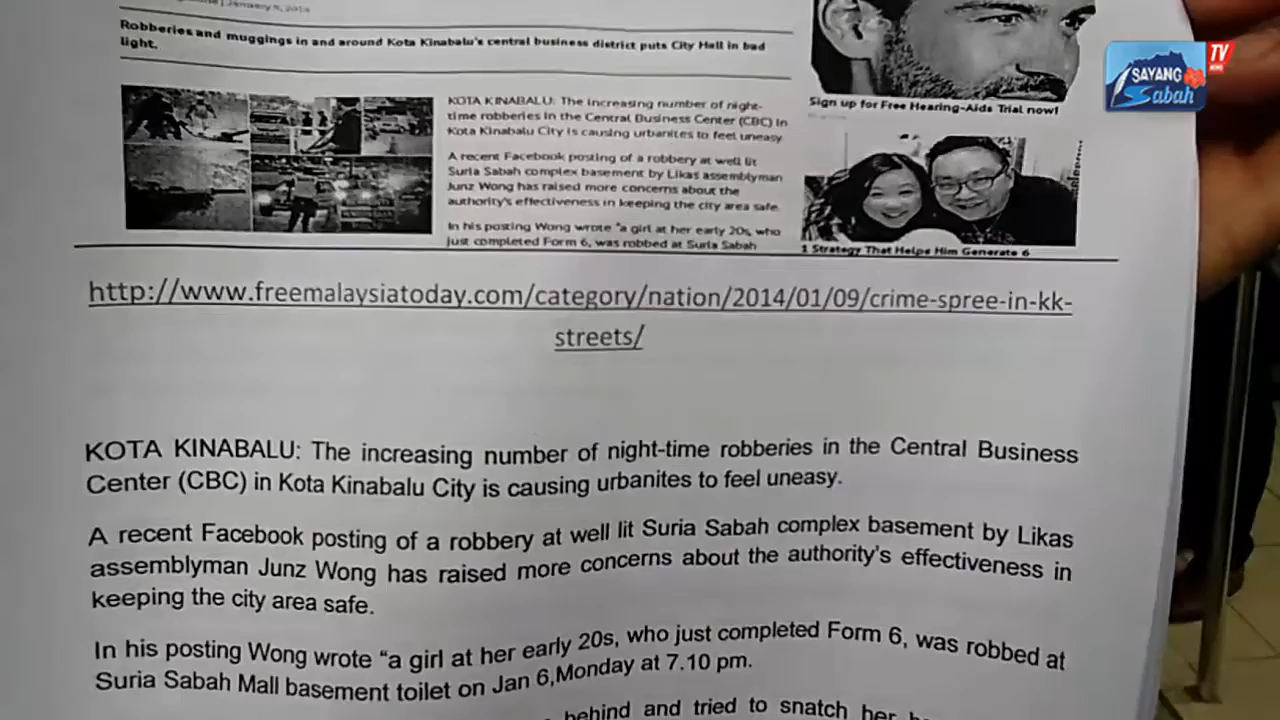 January
Robberies and muggings in and around Kota Kinabalu's central business district puts City Hall in bad
light.
KOTA KINABALU: The increasing number of night-
time robberies in the Central Business Center (CBC) in
Kota Kinabalu City is causing urbanites to feel uneasy
A recent Facebook posting of a robbery at well lit
Suria Sabah complex basement by Likas assemblyman
Junz Wong has raised more concerns about the
authority's effectiveness in keeping the city area safe.
In his posting Wong wrote "a girl at her early 20s, who
just completed Form 6, was robbed at Suria Sabah
Sign up for Free Hearing-Aids Trial now!
1 Strategy That Helps Him Generate 6
SAYANG
Sabah
TV
NEWS
http://www.freemalaysiatoday.com/category/nation/2014/01/09/crime-spree-in-kk-
streets/
KOTA KINABALU: The increasing number of night-time robberies in the Central Business
Center (CBC) in Kota Kinabalu City is causing urbanites to feel uneasy.
A recent Facebook posting of a robbery at well lit Suria Sabah complex basement by Likas
assemblyman Junz Wong has raised more concerns about the authority's effectiveness in
keeping the city area safe.
In his posting Wong wrote "a girl at her early 20s, who just completed Form 6, was robbed at
Suria Sabah Mall basement toilet on Jan 6,Monday at 7.10 pm.
behind and tried to snatch her